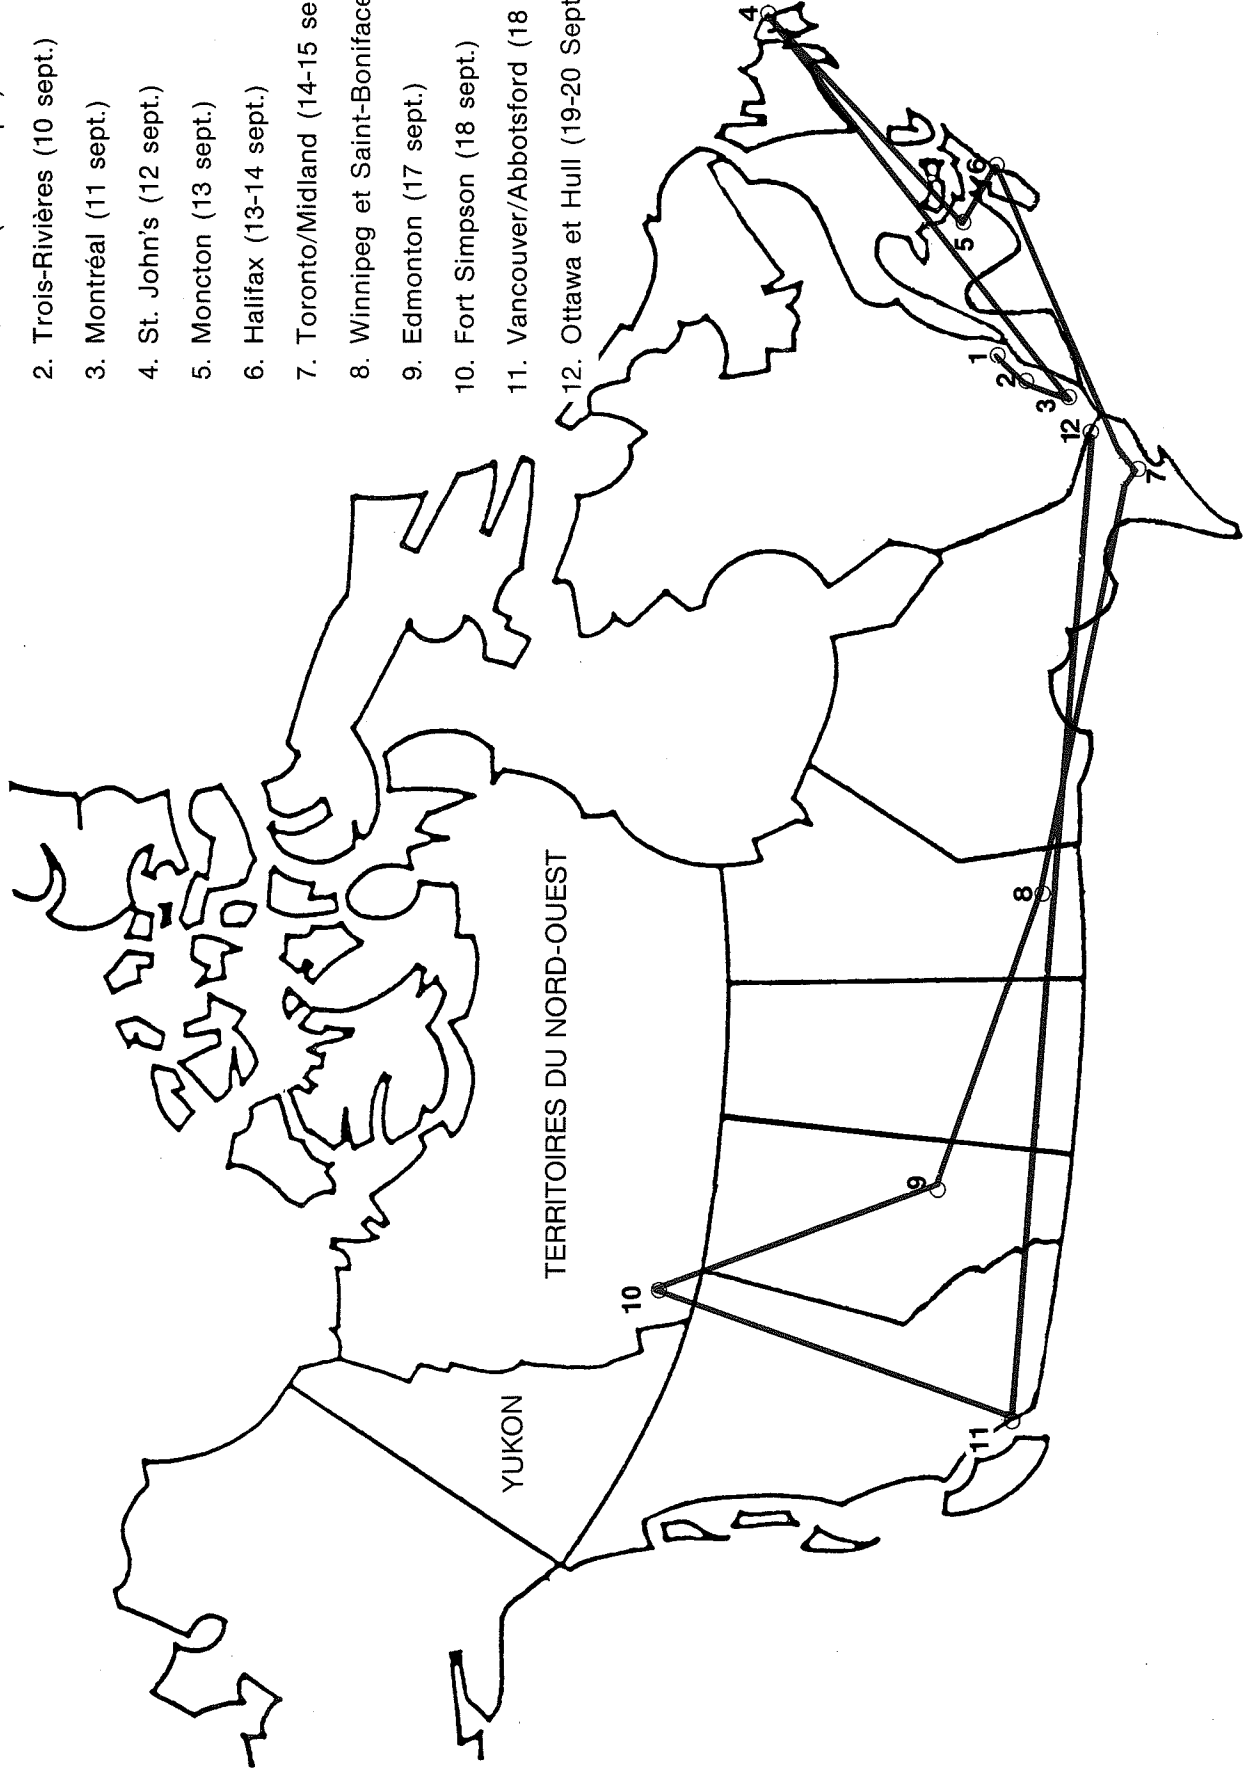 2. Trois-Rivières (10 sept.)
3. Montréal (11 sept.)
4. St. John's (12 sept.)
5. Moncton (13 sept.)
6. Halifax (13-14 sept.)
7. Toronto/Midland (14-15 se
8. Winnipeg et Saint-Boniface
9. Edmonton (17 sept.)
10. Fort Simpson (18 sept.)
11. Vancouver/Abbotsford (18
12. Ottawa et Hull (19-20 Sept
TERRITOIRES DU NORD-OUEST
YUKON
1
2
3
4
5
6
7
8
9
10
11
12